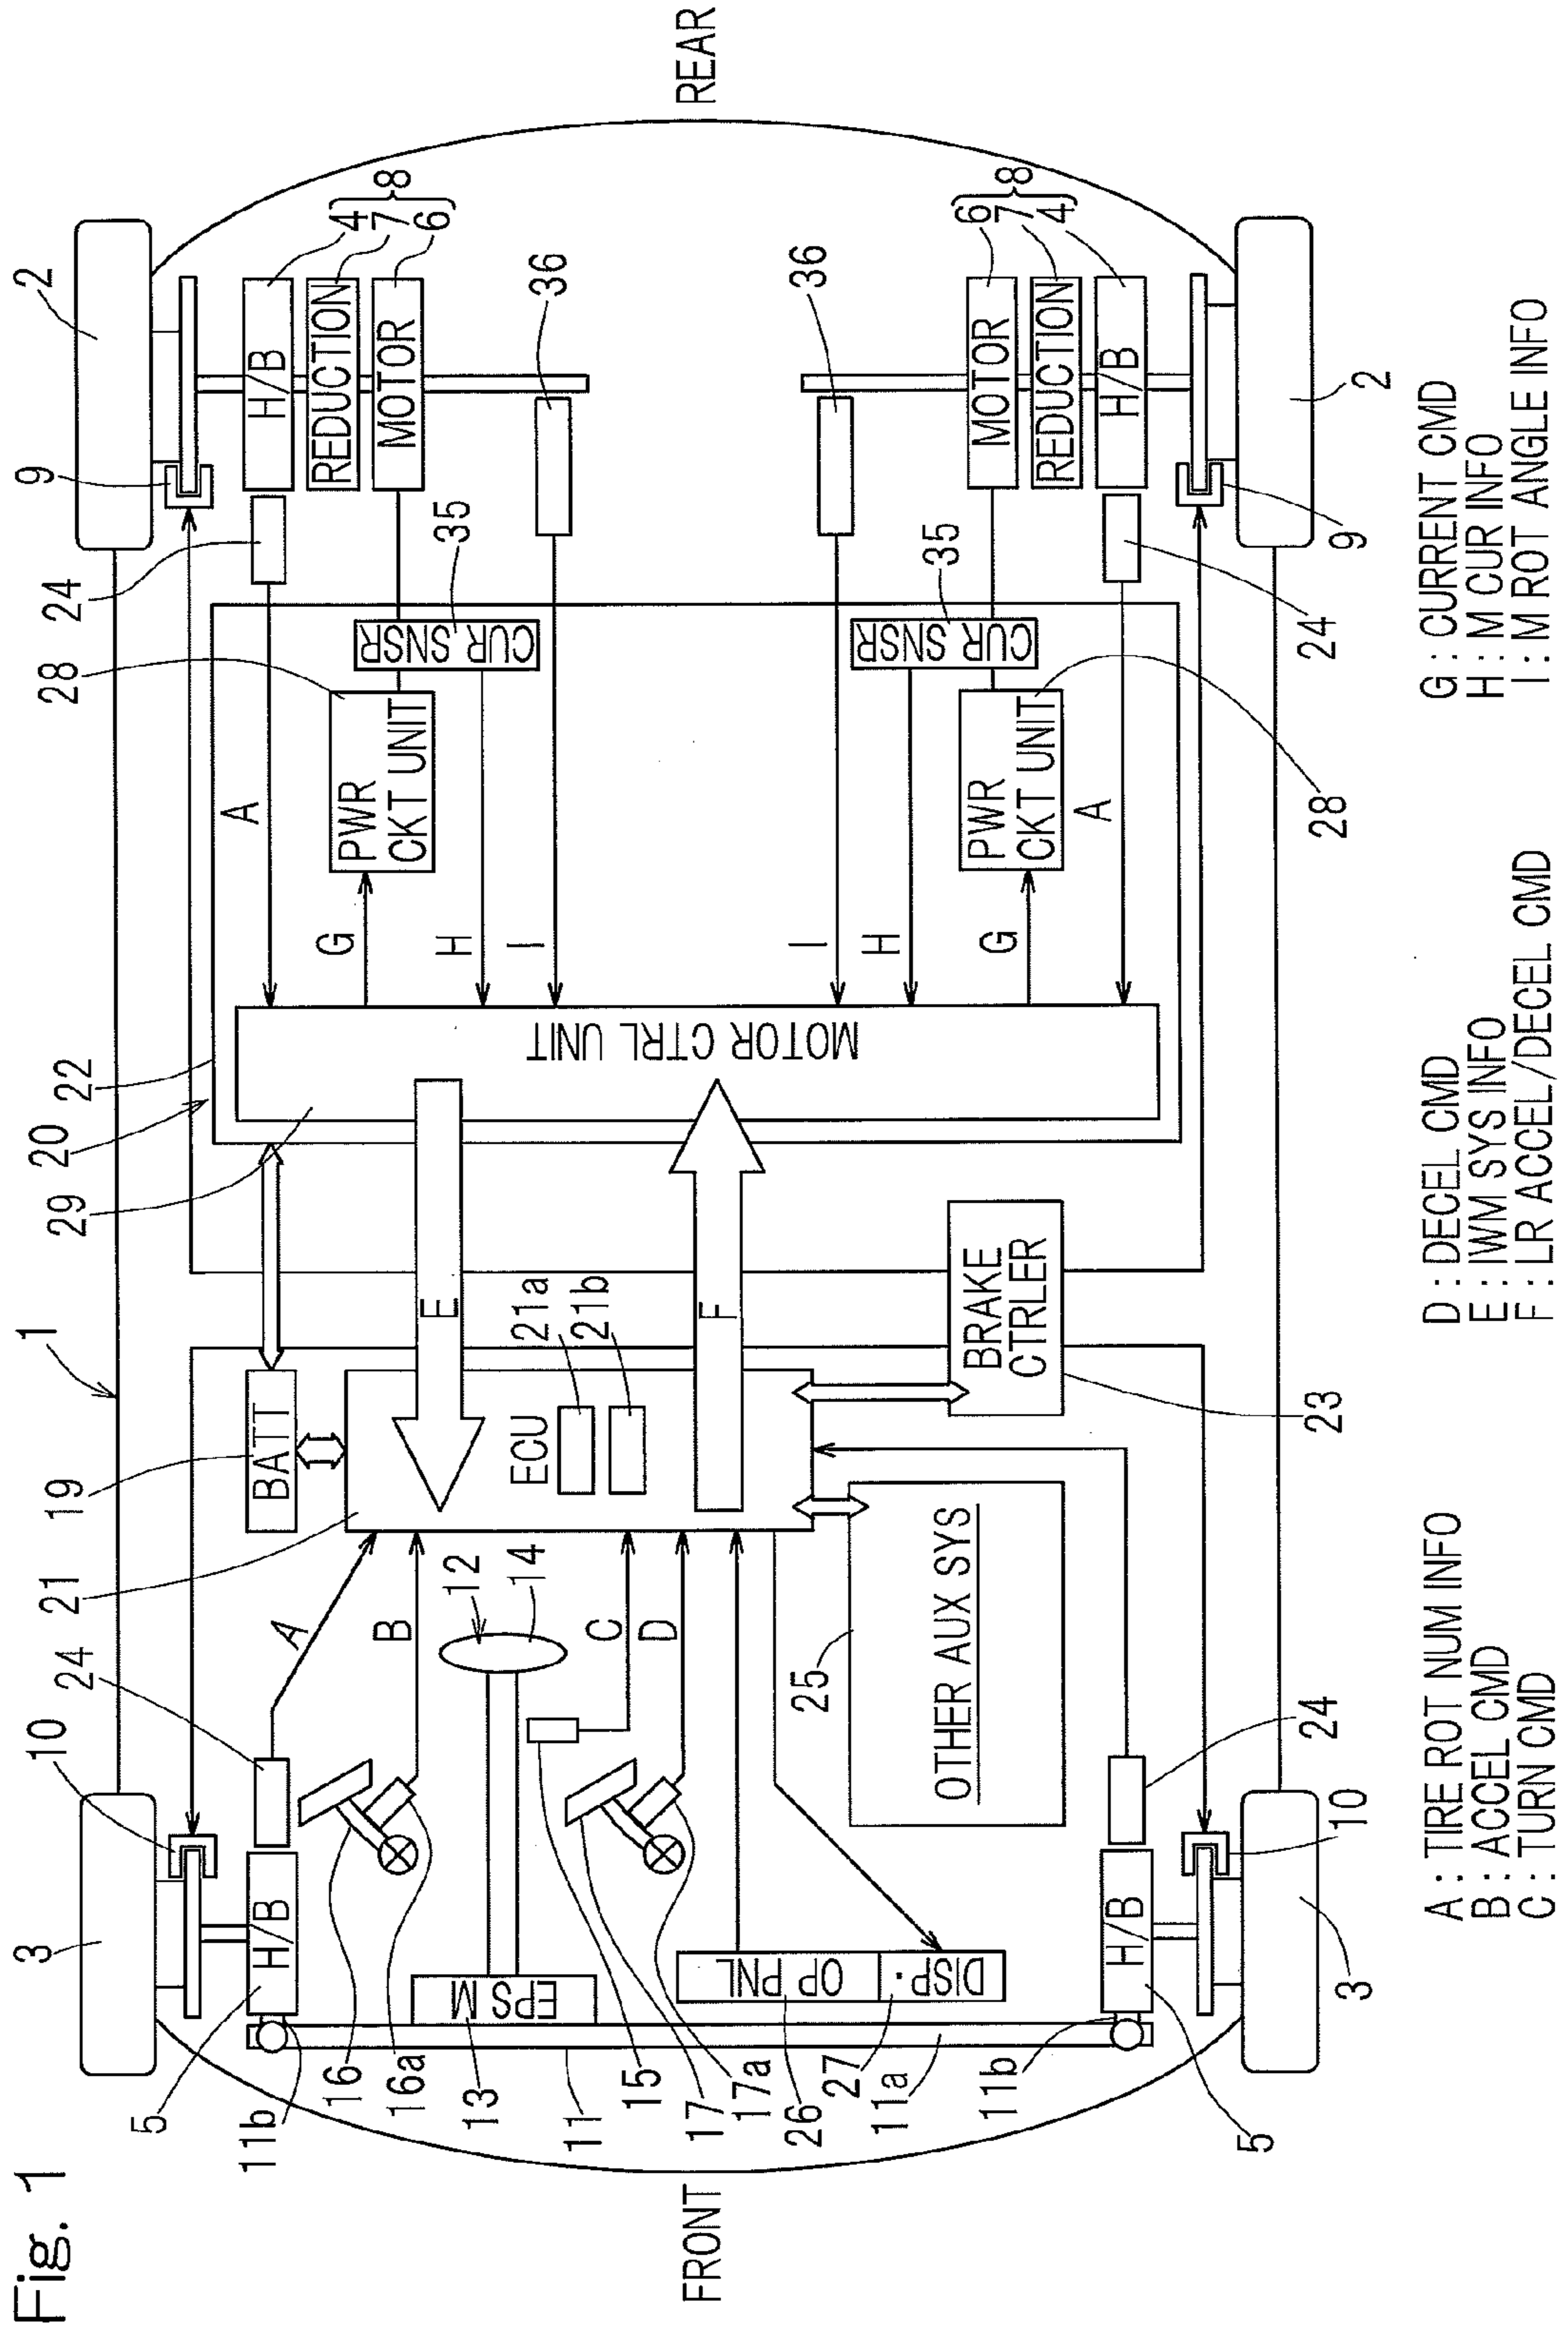 Fig. 1
FRONT
REAR
1
3
10
24
21
19
29
20
22
28
24
9
2
5
11b
H/B
A
BATT
A
H/B
4
REDUCTION
7
8
MOTOR
6
16
16a
B
G
PWR
CKT UNIT
CUR SNSR
35
H
I
36
13
EPS M
12
14
E
ECU
21a
21b
MOTOR CTRL UNIT
11
15
C
17
17a
D
F
26
OP PNL
27
DISP.
11a
25
OTHER AUX SYS
BRAKE
CTRLER
23
I
36
H
CUR SNSR
35
G
PWR
CKT UNIT
28
A
MOTOR
6
REDUCTION
7
8
H/B
4
11b
H/B
5
24
10
3
24
9
2
A : TIRE ROT NUM INFO
B : ACCEL CMD
C : TURN CMD
D : DECEL CMD
E : IWM SYS INFO
F : LR ACCEL/DECEL CMD
G : CURRENT CMD
H : M CUR INFO
I : M ROT ANGLE INFO